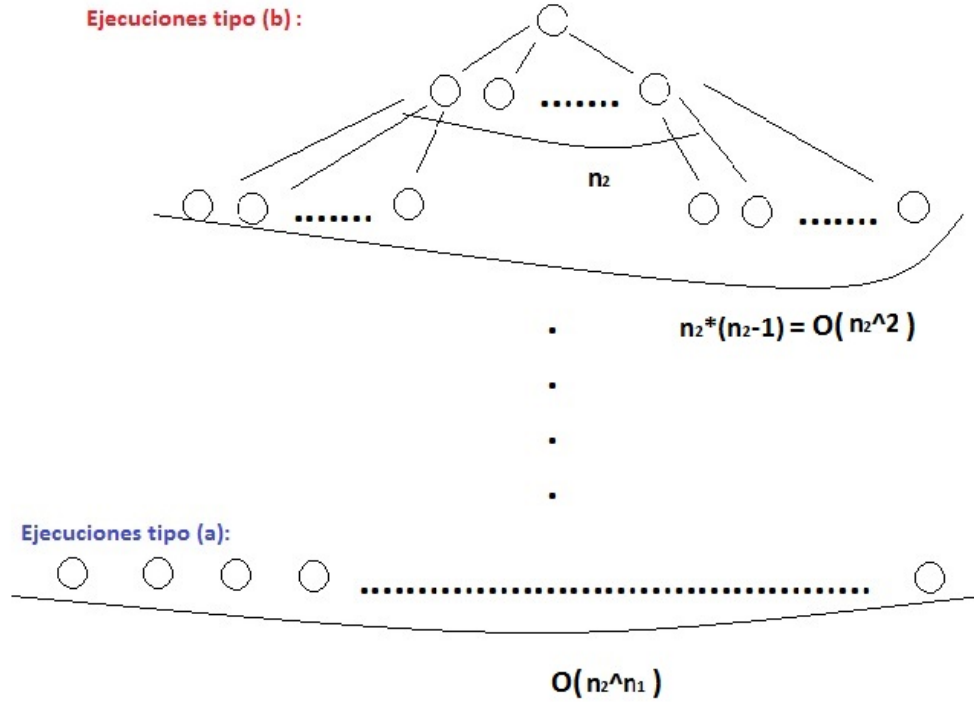 Ejecuciones tipo (b) :
n₂
n₂*(n₂-1) = O( n₂^2 )
Ejecuciones tipo (a):
O( n₂^n₁ )